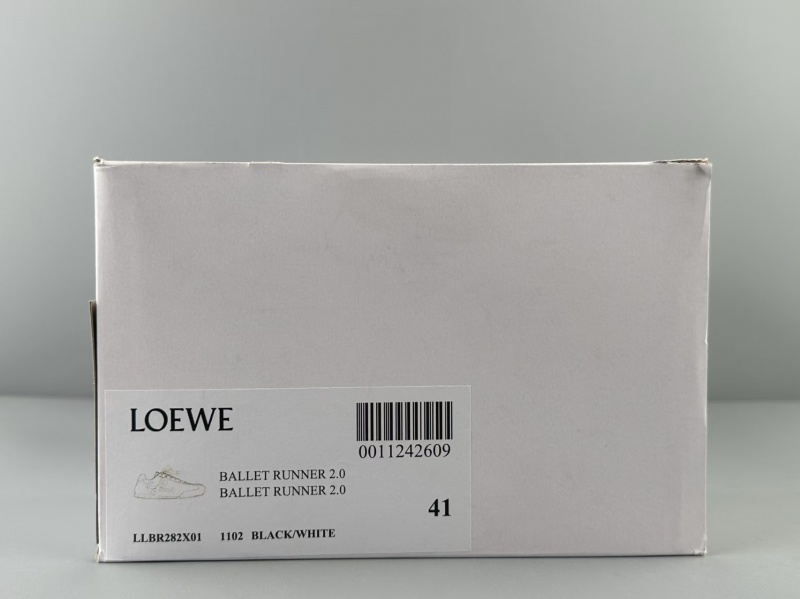 LOEWE
0011242609
BALLET RUNNER 2.0
BALLET RUNNER 2.0
41
LLBR282X01 1102 BLACK/WHITE